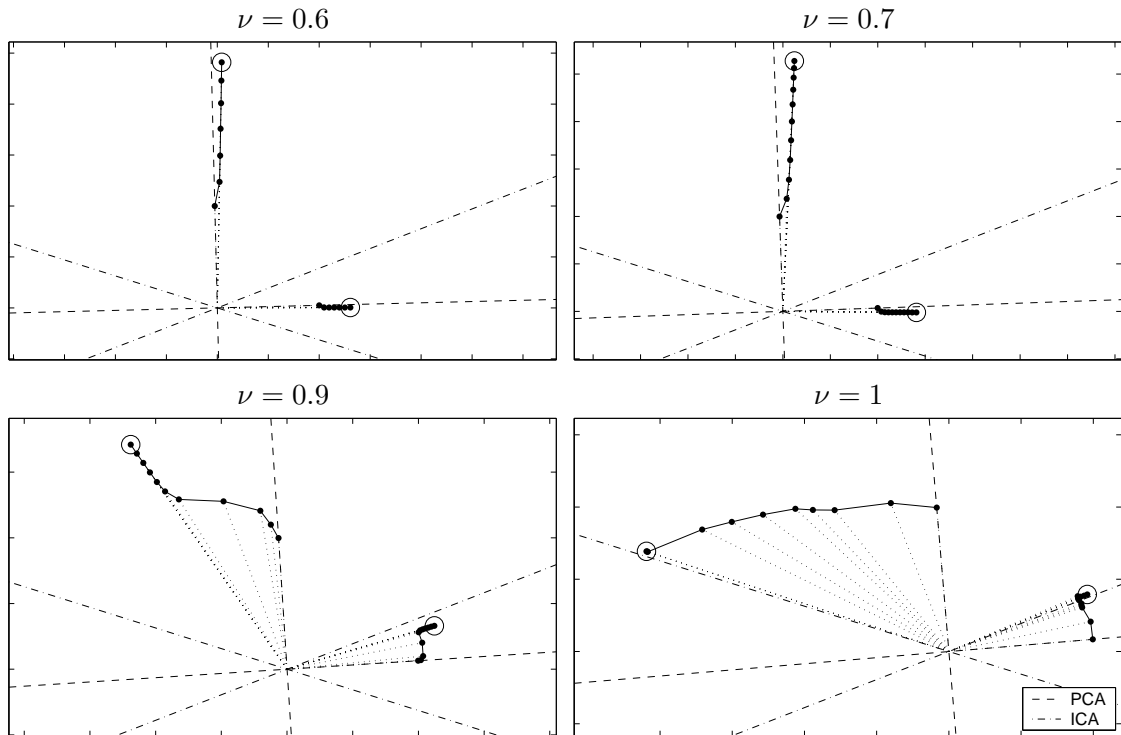 ν = 0.6
ν = 0.7
ν = 0.9
ν = 1
PCA
ICA